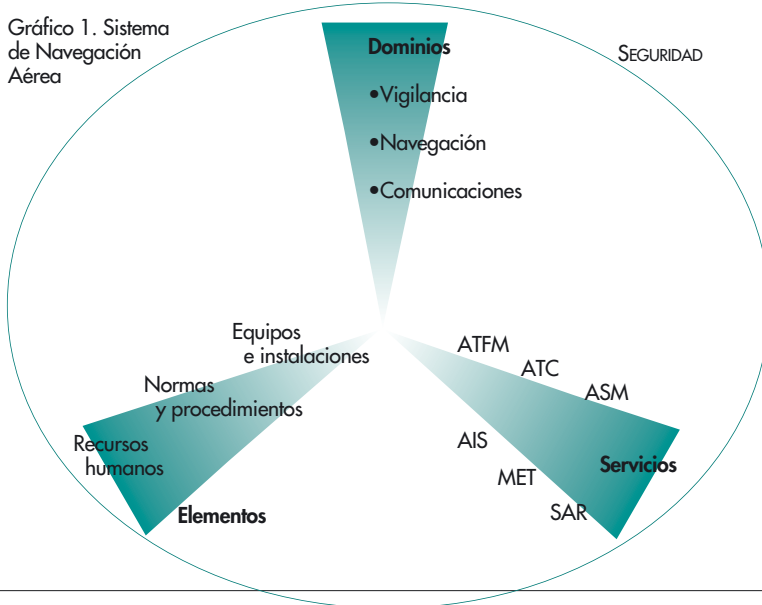 Gráfico 1. Sistema
de Navegación
Aérea
SEGURIDAD
Dominios
•Vigilancia
•Navegación
•Comunicaciones
Equipos
e instalaciones
Normas
y procedimientos
Recursos
humanos
Elementos
ATFM
ATC
ASM
AIS
MET
SAR
Servicios